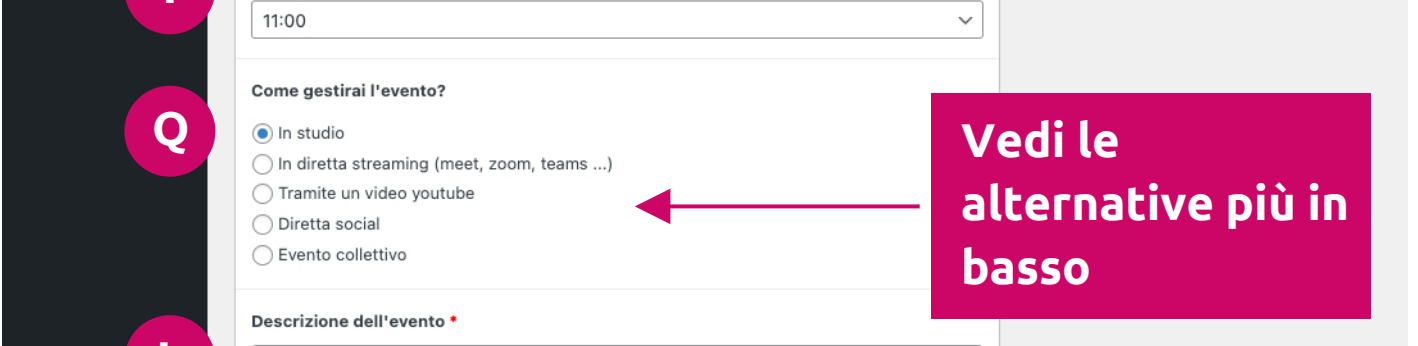 11:00
Come gestirai l'evento?
Q
In studio
In diretta streaming (meet, zoom, teams ...)
Tramite un video youtube
Diretta social
Evento collettivo
Vedi le
alternative più in
basso
Descrizione dell'evento *